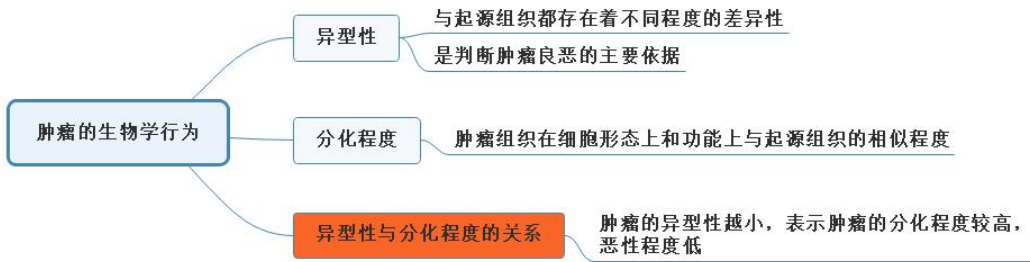 肿瘤的生物学行为
异型性
与起源组织都存在着不同程度的差异性
是判断肿瘤良恶的主要依据
分化程度
肿瘤组织在细胞形态上和功能上与起源组织的相似程度
异型性与分化程度的关系
肿瘤的异型性越小，表示肿瘤的分化程度较高，
恶性程度低